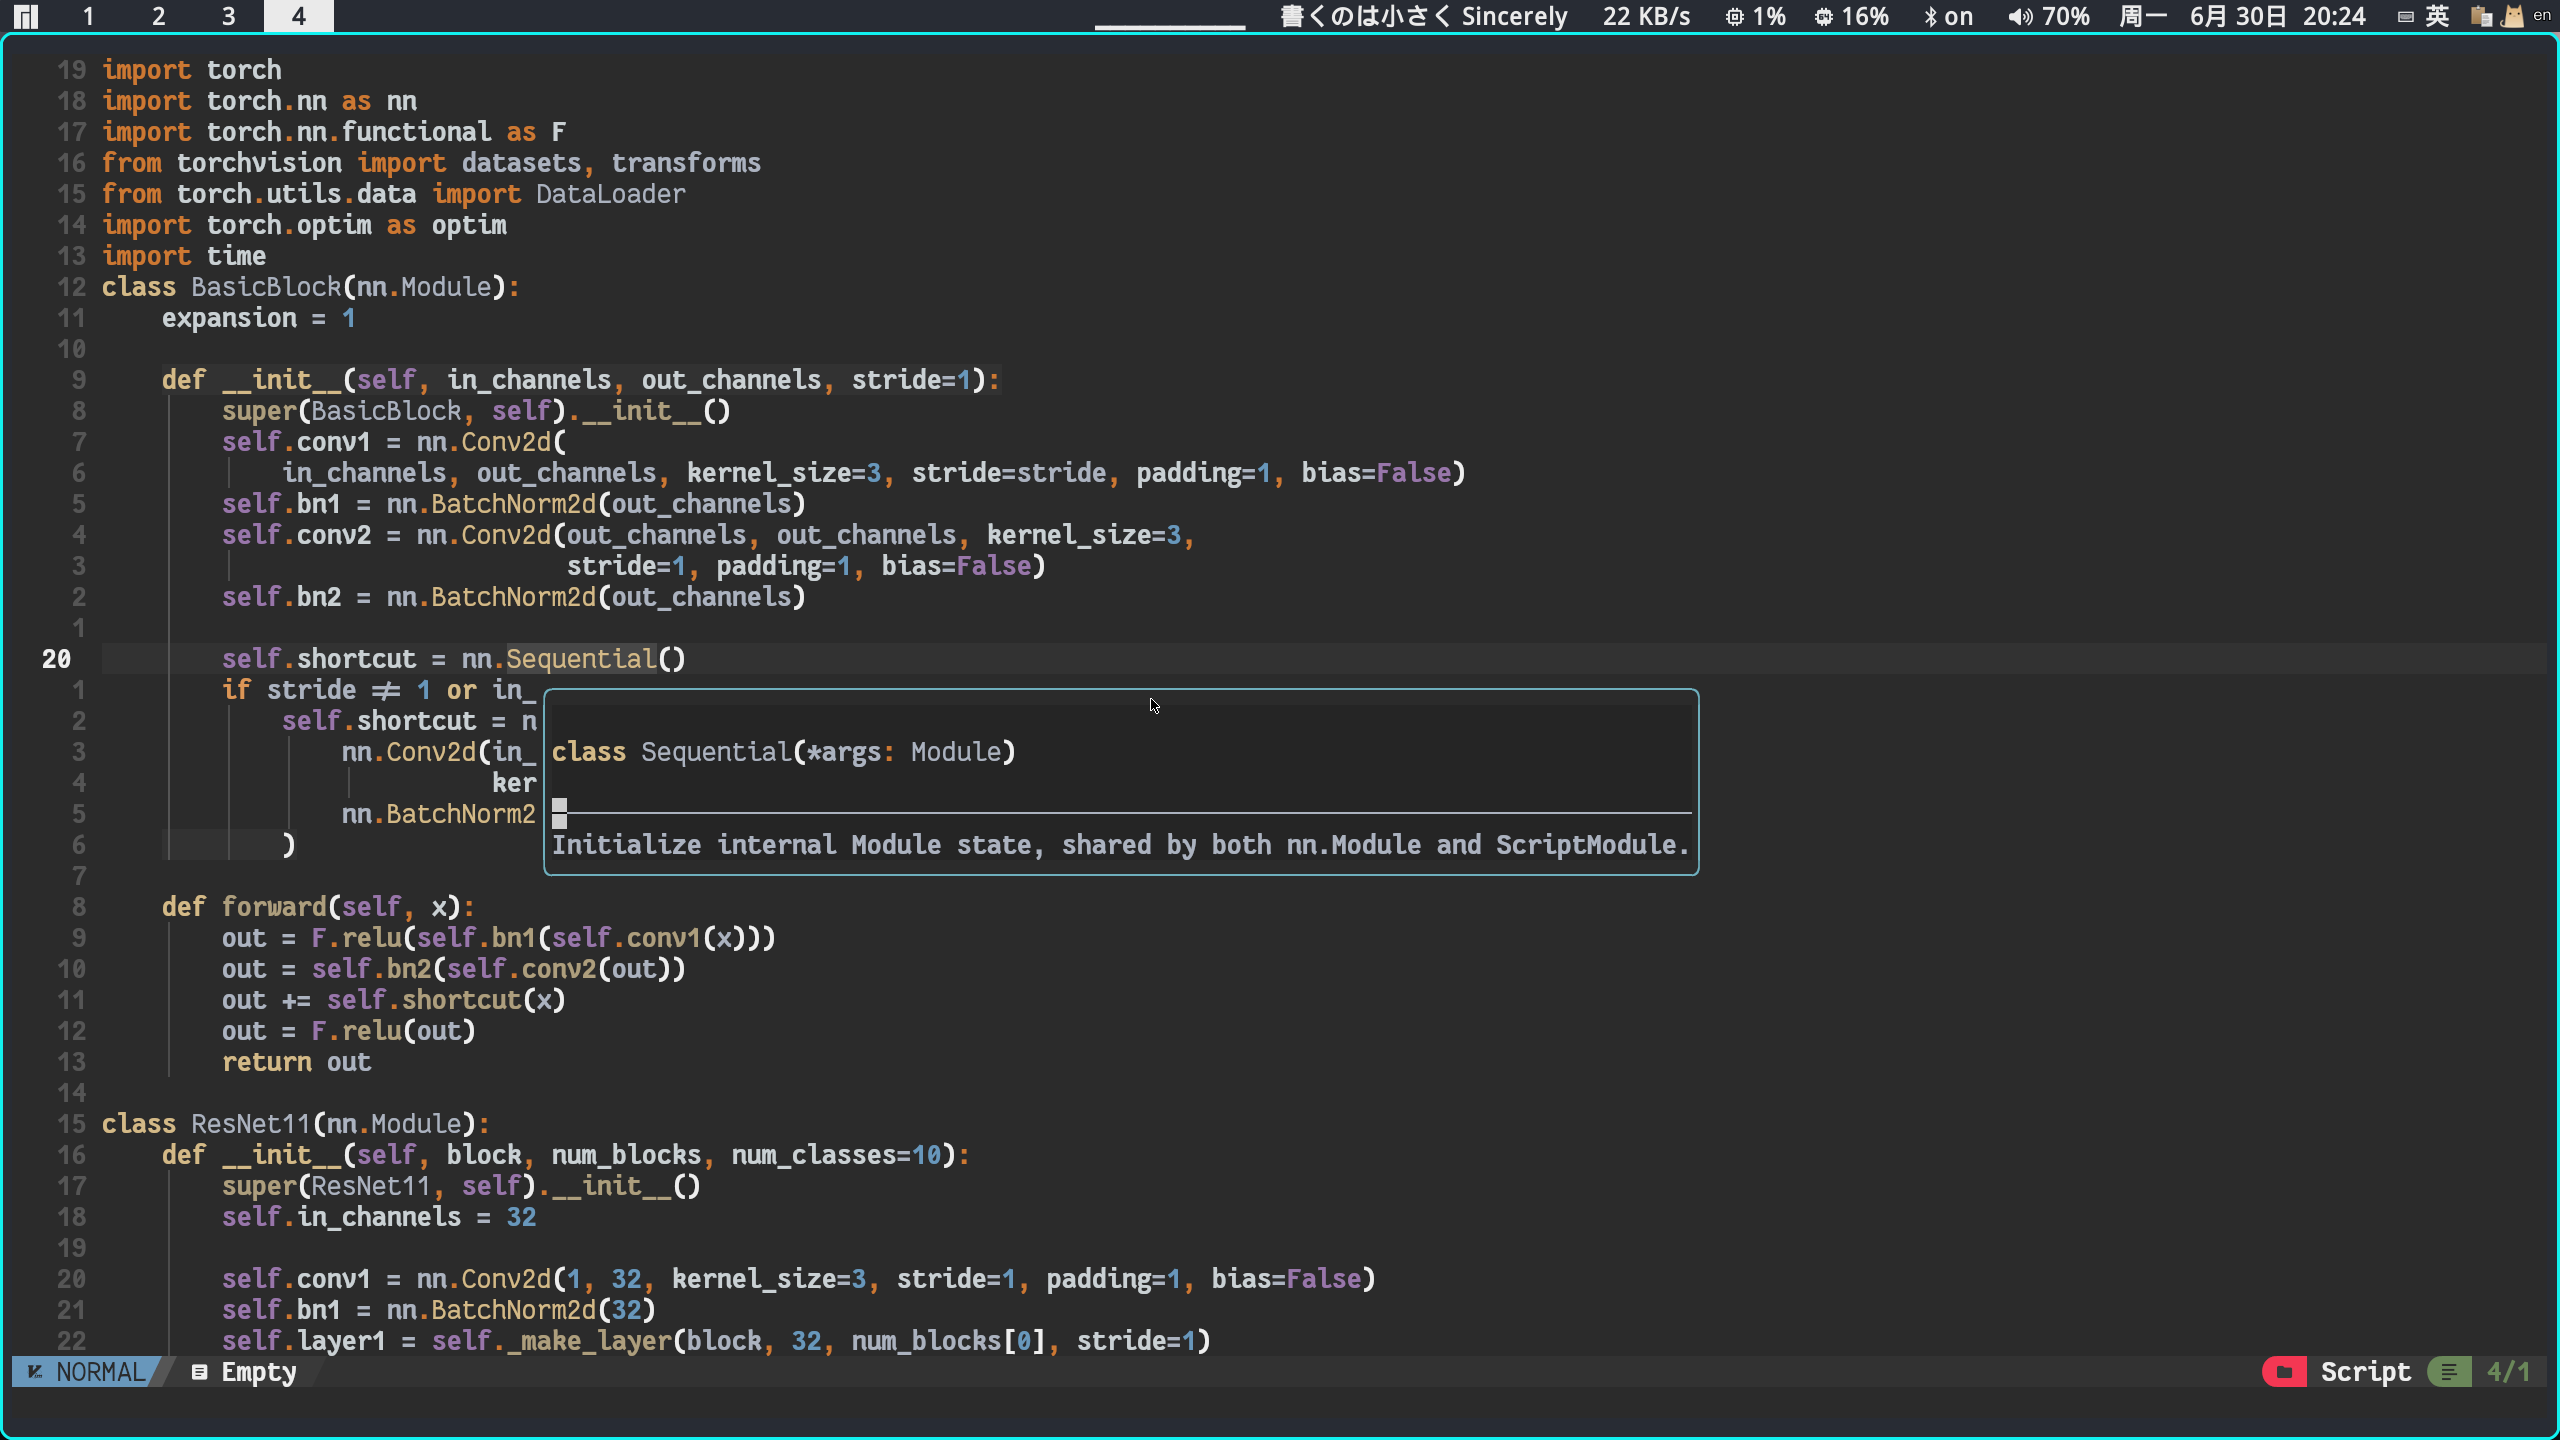 1 2 3 4 書くのは小さく Sincerely 22 KB/s 1% 16% on 70% 周一 6月 30日 20:24 英 en
19 import torch
18 import torch.nn as nn
17 import torch.nn.functional as F
16 from torchvision import datasets, transforms
15 from torch.utils.data import DataLoader
14 import torch.optim as optim
13 import time
12 class BasicBlock(nn.Module):
11     expansion = 1
10
9     def __init__(self, in_channels, out_channels, stride=1):
8         super(BasicBlock, self).__init__()
7         self.conv1 = nn.Conv2d(
6             in_channels, out_channels, kernel_size=3, stride=stride, padding=1, bias=False)
5         self.bn1 = nn.BatchNorm2d(out_channels)
4         self.conv2 = nn.Conv2d(out_channels, out_channels, kernel_size=3,
3                                stride=1, padding=1, bias=False)
2         self.bn2 = nn.BatchNorm2d(out_channels)
1
20         self.shortcut = nn.Sequential()
1         if stride ≠ 1 or in_
2             self.shortcut = n
3                 nn.Conv2d(in_
4                           ker
5                 nn.BatchNorm2
6             )
class Sequential(*args: Module)
Initialize internal Module state, shared by both nn.Module and ScriptModule.
7
8     def forward(self, x):
9         out = F.relu(self.bn1(self.conv1(x)))
10         out = self.bn2(self.conv2(out))
11         out += self.shortcut(x)
12         out = F.relu(out)
13         return out
14
15 class ResNet11(nn.Module):
16     def __init__(self, block, num_blocks, num_classes=10):
17         super(ResNet11, self).__init__()
18         self.in_channels = 32
19
20         self.conv1 = nn.Conv2d(1, 32, kernel_size=3, stride=1, padding=1, bias=False)
21         self.bn1 = nn.BatchNorm2d(32)
22         self.layer1 = self._make_layer(block, 32, num_blocks[0], stride=1)
NORMAL Empty Script 4/1